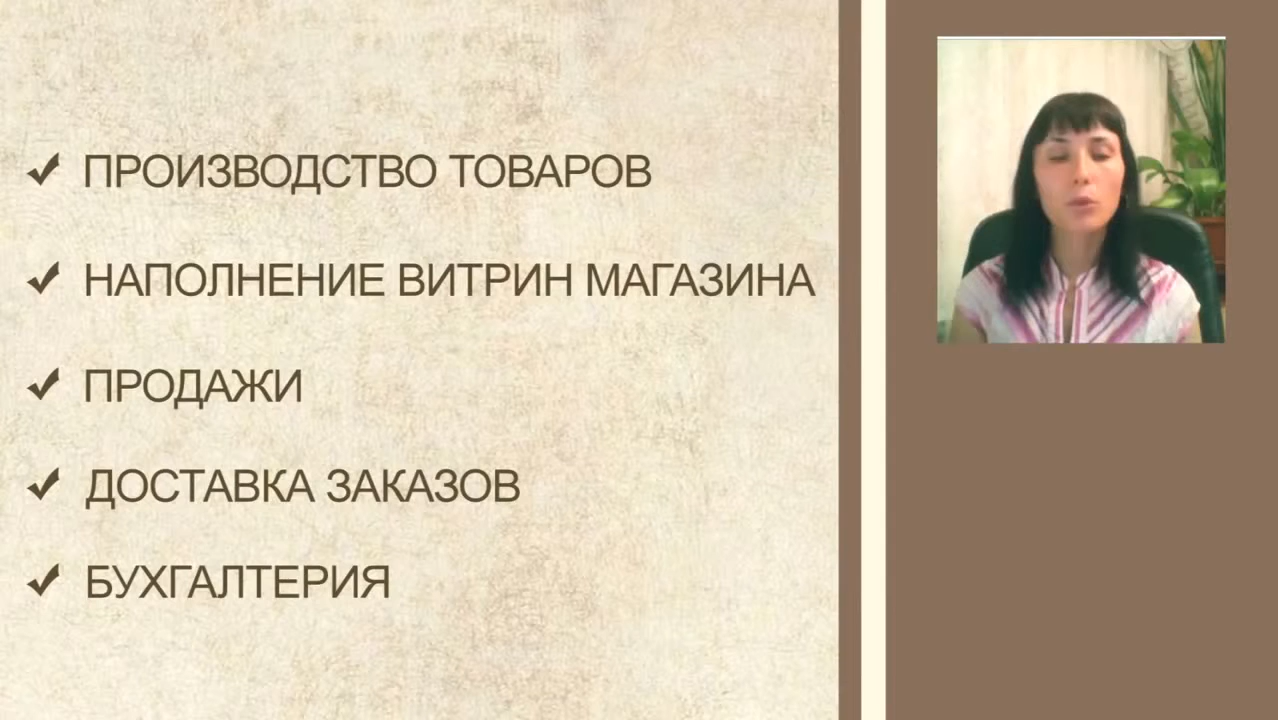 ПРОИЗВОДСТВО ТОВАРОВ
НАПОЛНЕНИЕ ВИТРИН МАГАЗИНА
ПРОДАЖИ
ДОСТАВКА ЗАКАЗОВ
БУХГАЛТЕРИЯ